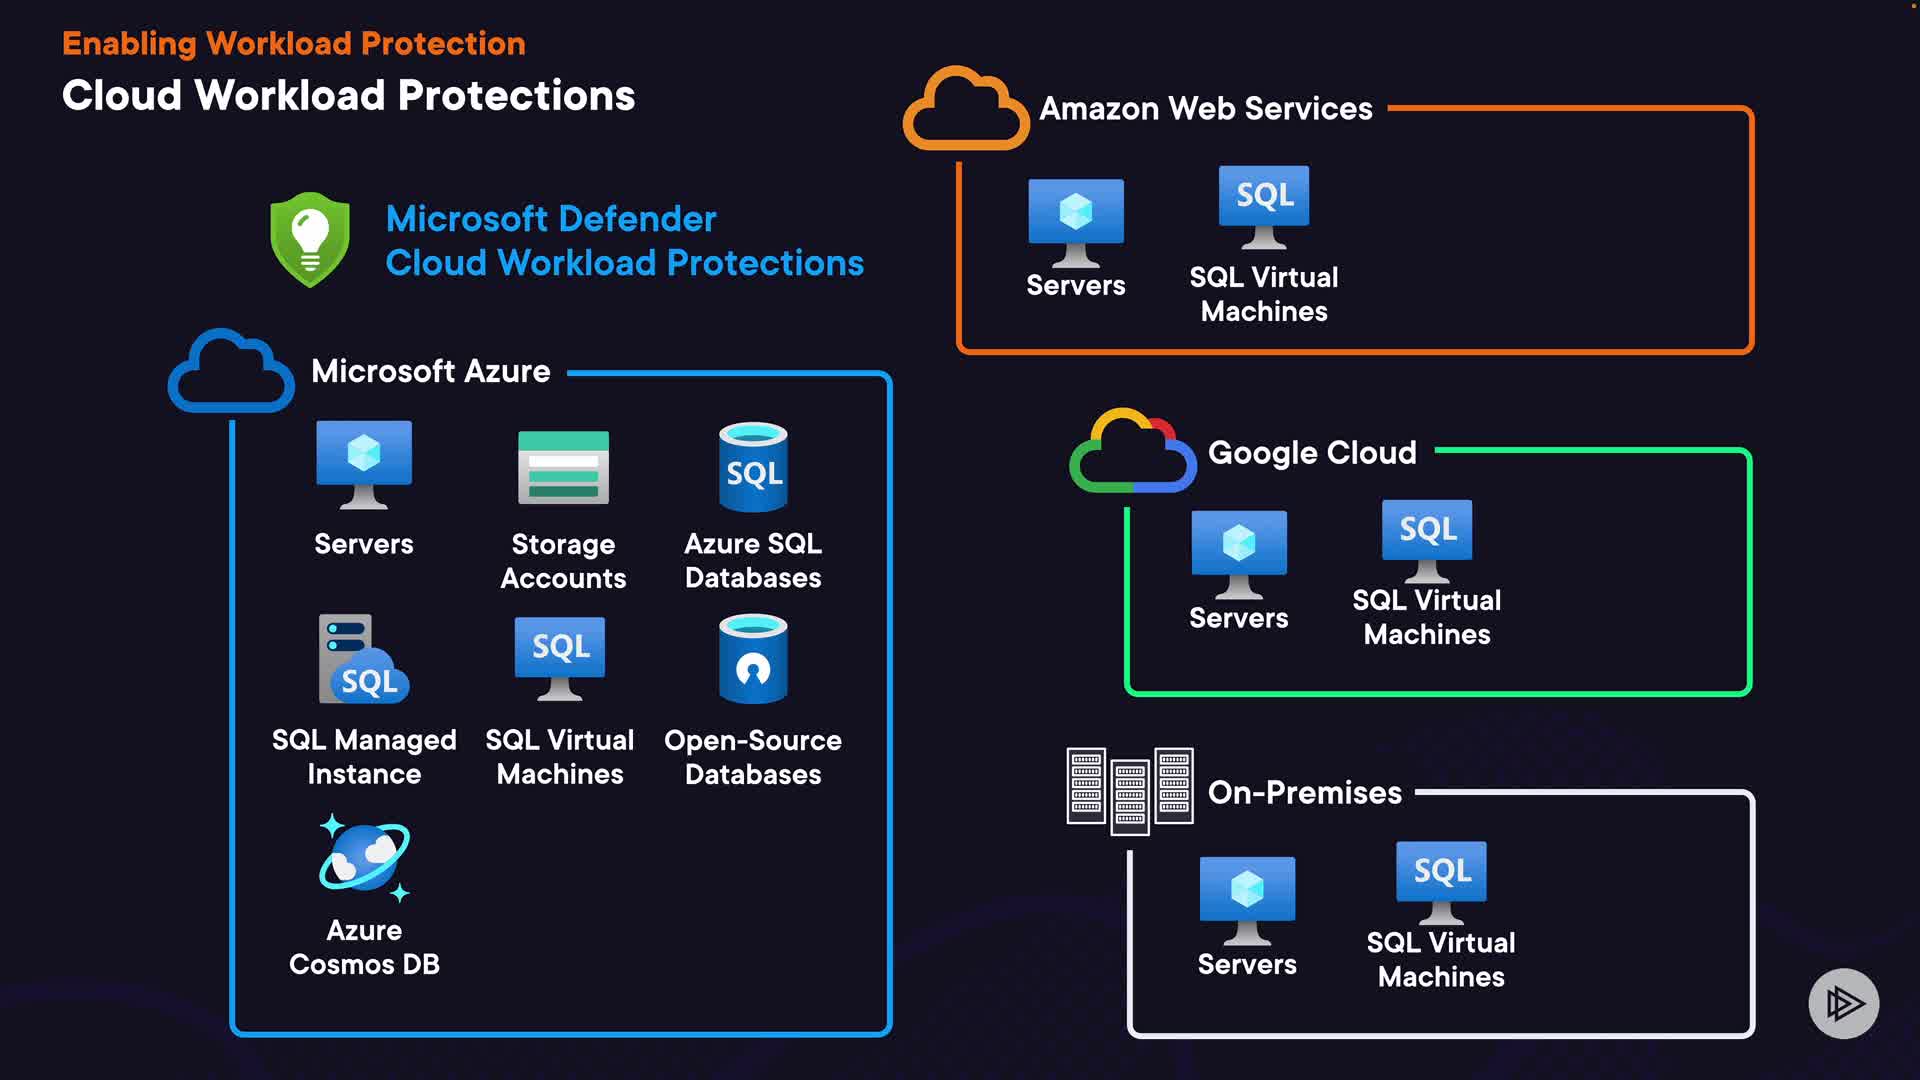 Enabling Workload Protection
Cloud Workload Protections
Microsoft Defender
Cloud Workload Protections
Microsoft Azure
Servers
Storage
Accounts
SQL
Azure SQL
Databases
SQL
SQL Managed
Instance
SQL
SQL Virtual
Machines
Open-Source
Databases
Azure
Cosmos DB
Amazon Web Services
Servers
SQL
SQL Virtual
Machines
Google Cloud
Servers
SQL
SQL Virtual
Machines
On-Premises
Servers
SQL
SQL Virtual
Machines